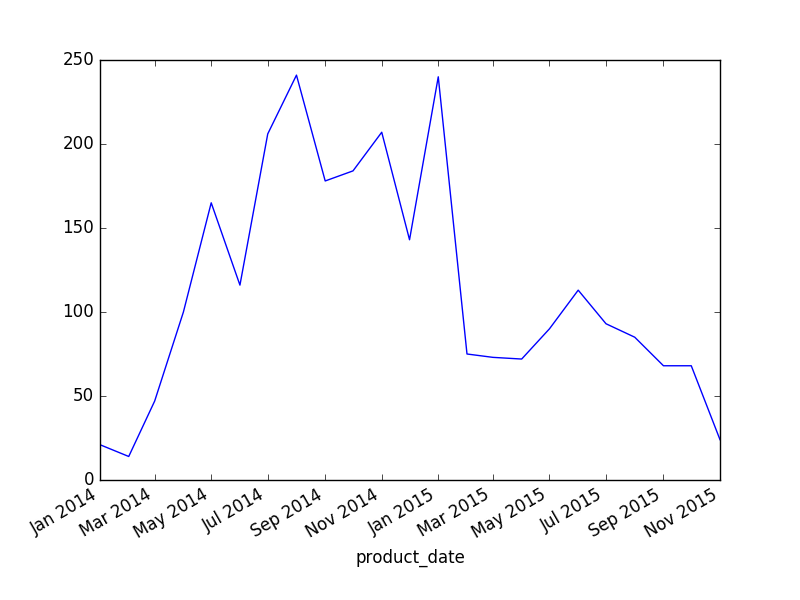 250
200
150
100
50
0
Jan 2014
Mar 2014
May 2014
Jul 2014
Sep 2014
Nov 2014
Jan 2015
Mar 2015
May 2015
Jul 2015
Sep 2015
Nov 2015
product_date